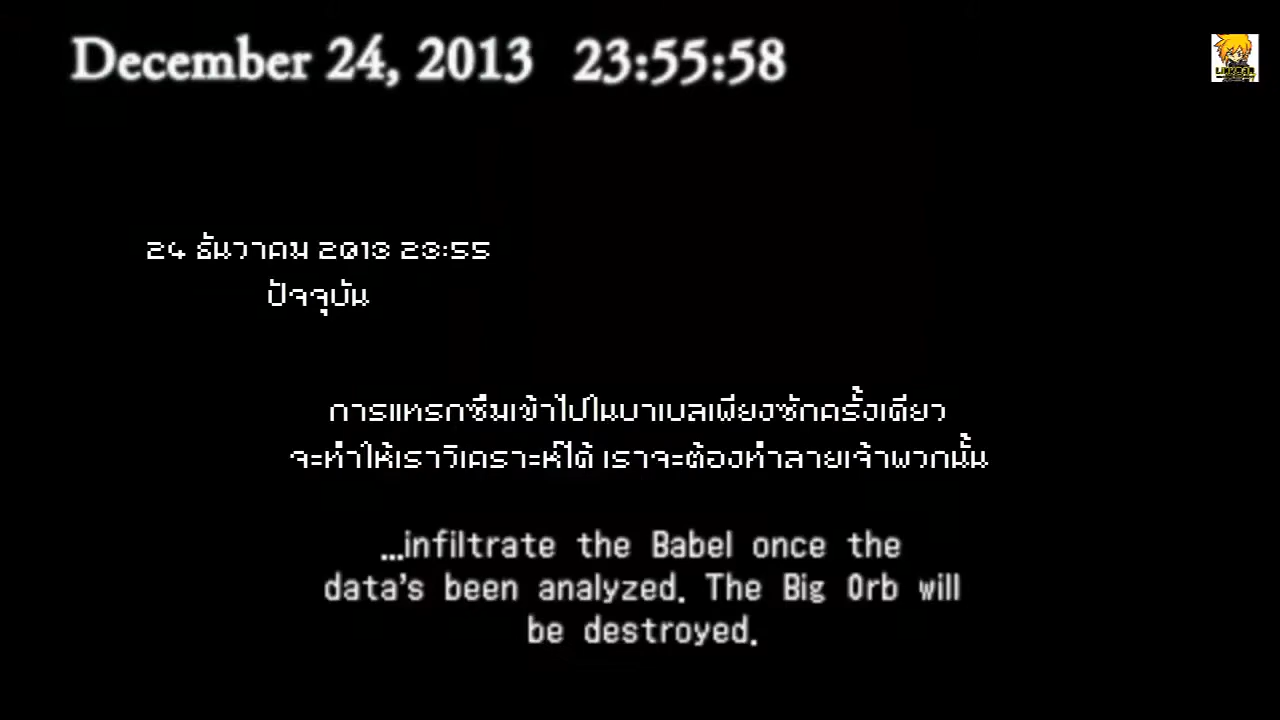 December 24, 2013 23:55:58
24 ธันวาคม 2013 23:55
ปัจจุบัน
การแทรกซึมเข้าไปในบาเบลเพียงซักครั้งเดียว
จะทำให้เราวิเคราะห์ได้ เราจะต้องทำลายเจ้าพวกนั้น
...infiltrate the Babel once the
data's been analyzed. The Big Orb will
be destroyed.